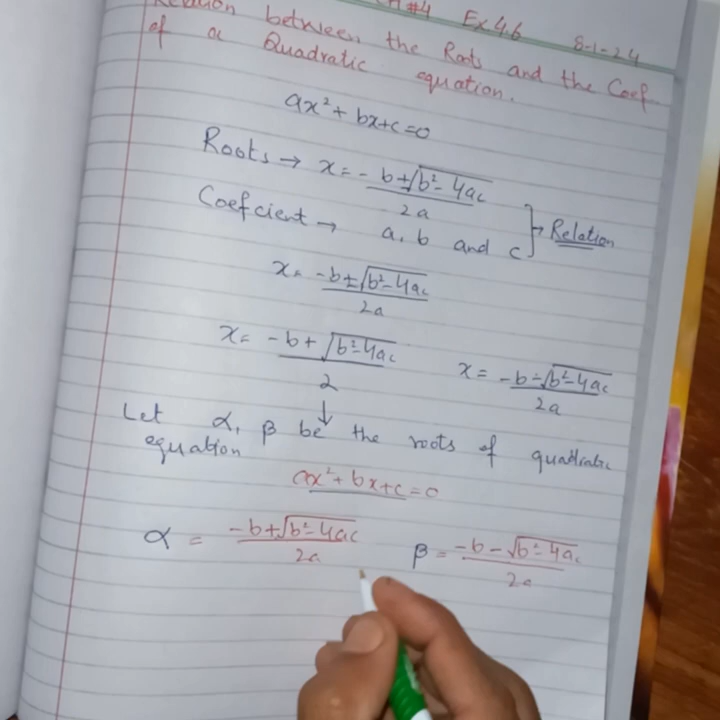 #4 Ex 4.6 8-1-24
Relation between the Roots and the Coef
of a Quadratic equation.
ax²+bx+c=0
Roots → x=-b±√b²-4ac/2a
Coefcient → a, b and c } → Relation
x=-b±√b²-4ac/2a
x=-b+√b²-4ac/2 x=-b-√b²-4ac/2a
↓
Let α, β be the roots of quadratic
equation
ax²+bx+c=0
α = -b+√b²-4ac/2a β=-b-√b²-4ac/2a